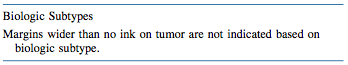 Biologic Subtypes
Margins wider than no ink on tumor are not indicated based on
biologic subtype.